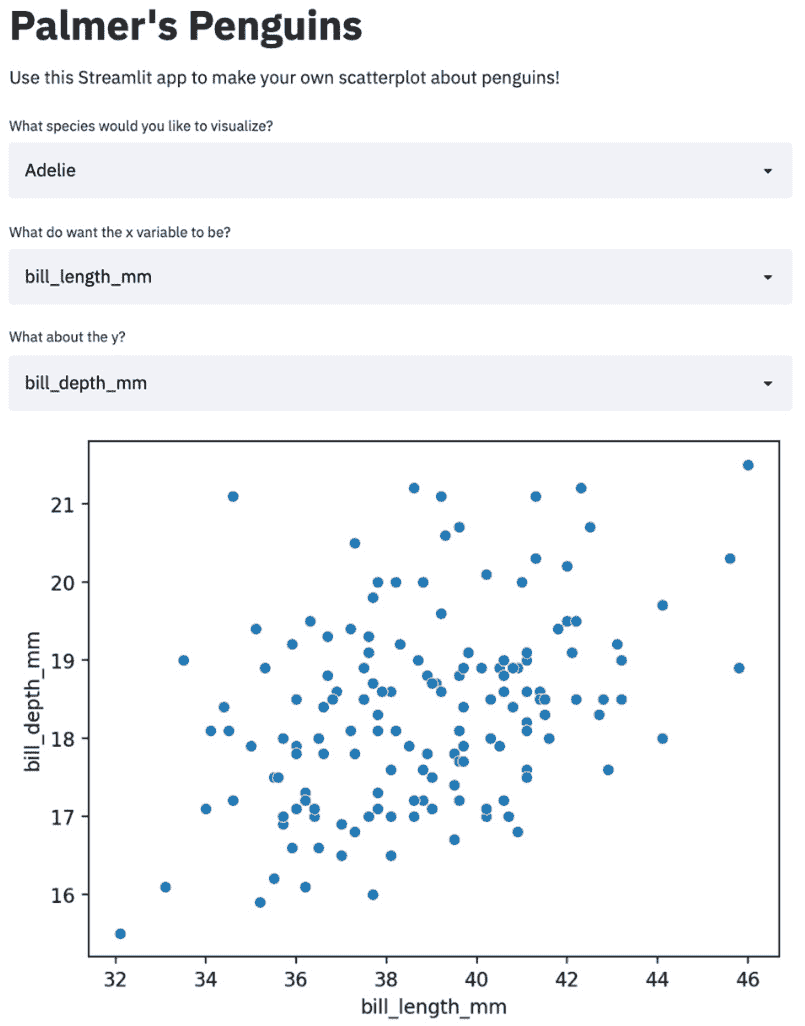 Palmer's Penguins
Use this Streamlit app to make your own scatterplot about penguins!
What species would you like to visualize?
Adelie
What do want the x variable to be?
bill_length_mm
What about the y?
bill_depth_mm
21
20
19
18
17
16
bill_depth_mm
32 34 36 38 40 42 44 46
bill_length_mm